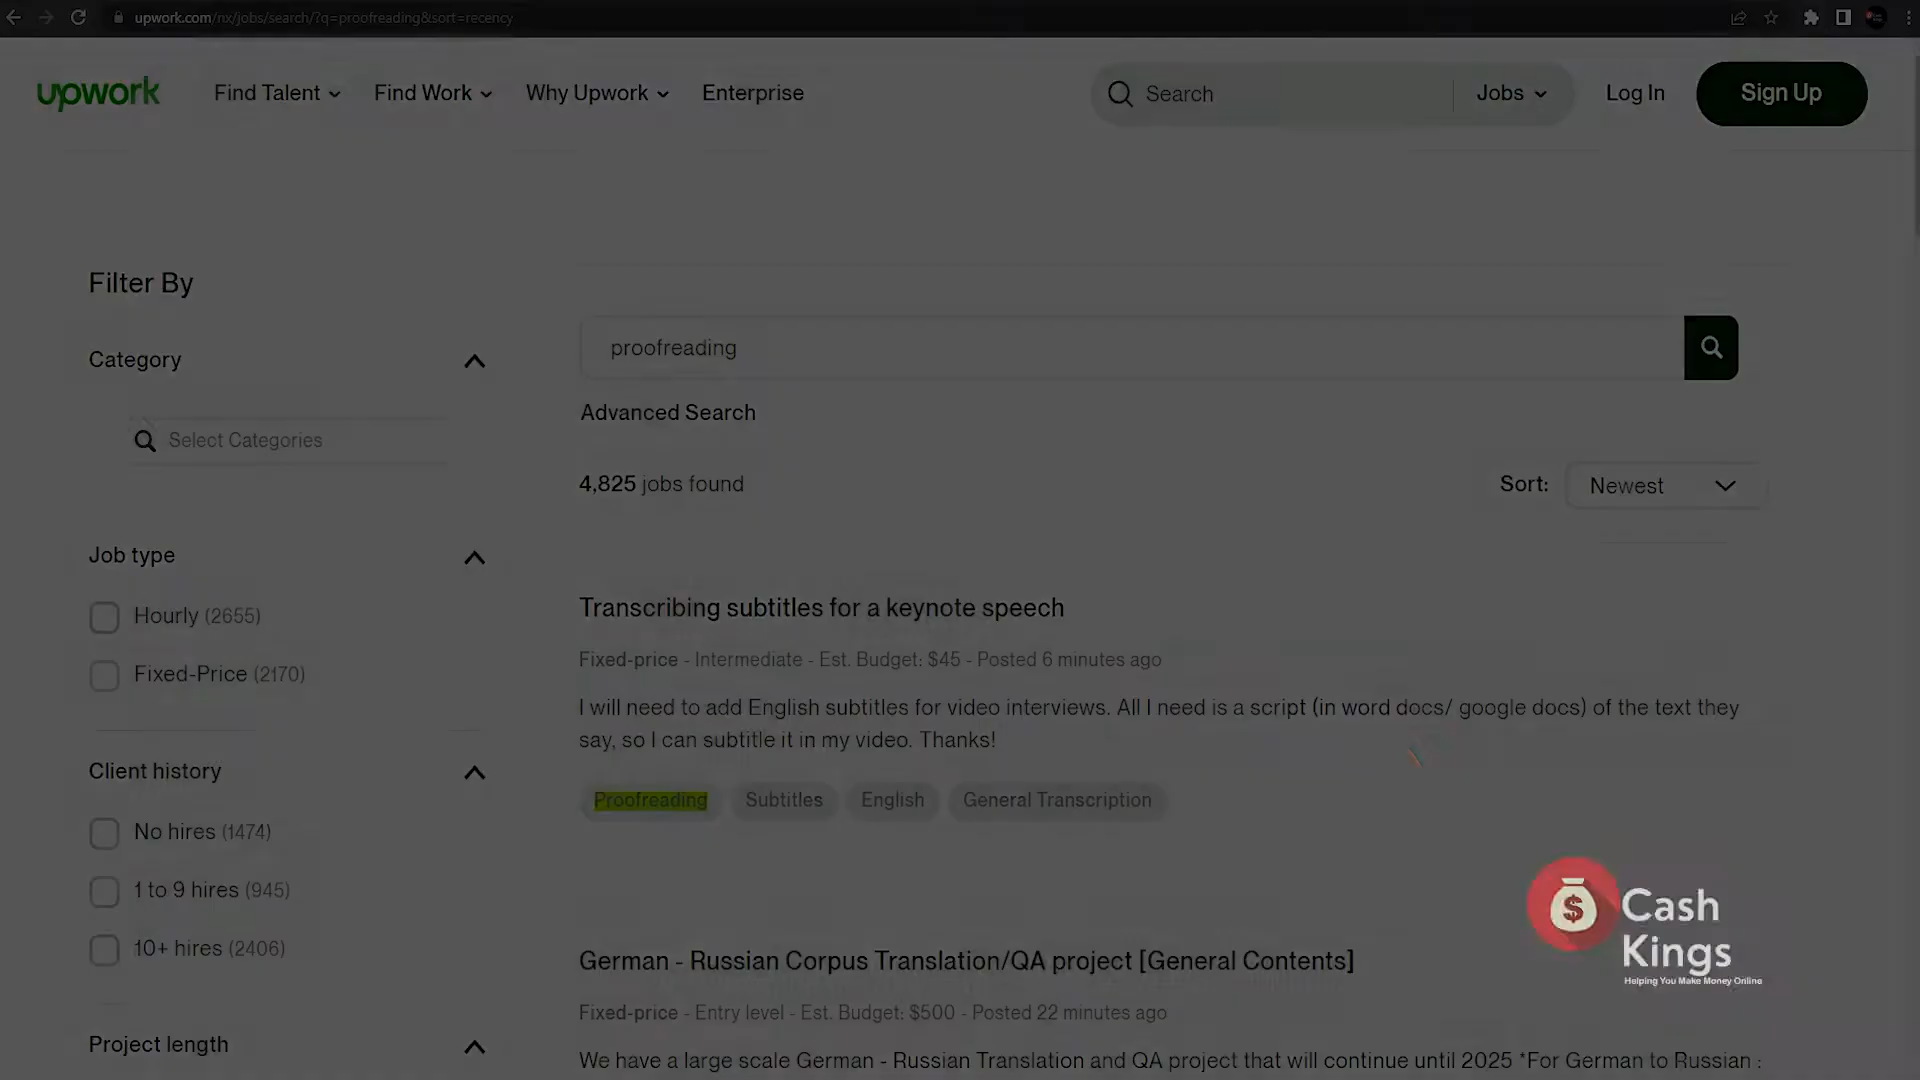 upwork.com/nx/jobs/search/?q=proofreading&sort=recency
upwork
Find Talent
Find Work
Why Upwork
Enterprise
Search
Jobs
Log In
Sign Up
Filter By
Category
Select Categories
Job type
Hourly (2655)
Fixed-Price (2170)
Client history
No hires (1474)
1 to 9 hires (945)
10+ hires (2406)
Project length
proofreading
Advanced Search
4,825 jobs found
Sort:
Newest
Transcribing subtitles for a keynote speech
Fixed-price - Intermediate - Est. Budget: $45 - Posted 6 minutes ago
I will need to add English subtitles for video interviews. All I need is a script (in word docs/ google docs) of the text they
say, so I can subtitle it in my video. Thanks!
Proofreading
Subtitles
English
General Transcription
German - Russian Corpus Translation/QA project [General Contents]
Fixed-price - Entry level - Est. Budget: $500 - Posted 22 minutes ago
We have a large scale German - Russian Translation and QA project that will continue until 2025 *For German to Russian :
$
Cash
Kings
Helping You Make Money Online